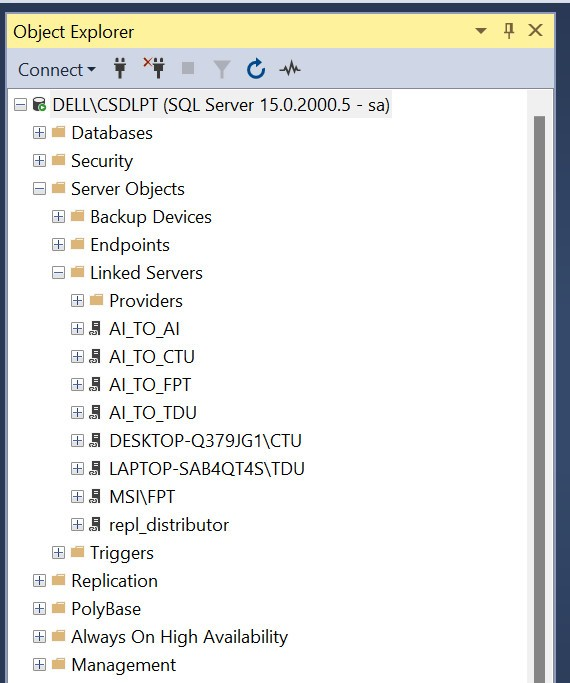 Object Explorer
Connect
DELL\CSDLPT (SQL Server 15.0.2000.5 - sa)
Databases
Security
Server Objects
Backup Devices
Endpoints
Linked Servers
Providers
AI_TO_AI
AI_TO_CTU
AI_TO_FPT
AI_TO_TDU
DESKTOP-Q379JG1\CTU
LAPTOP-SAB4QT4S\TDU
MSI\FPT
repl_distributor
Triggers
Replication
PolyBase
Always On High Availability
Management